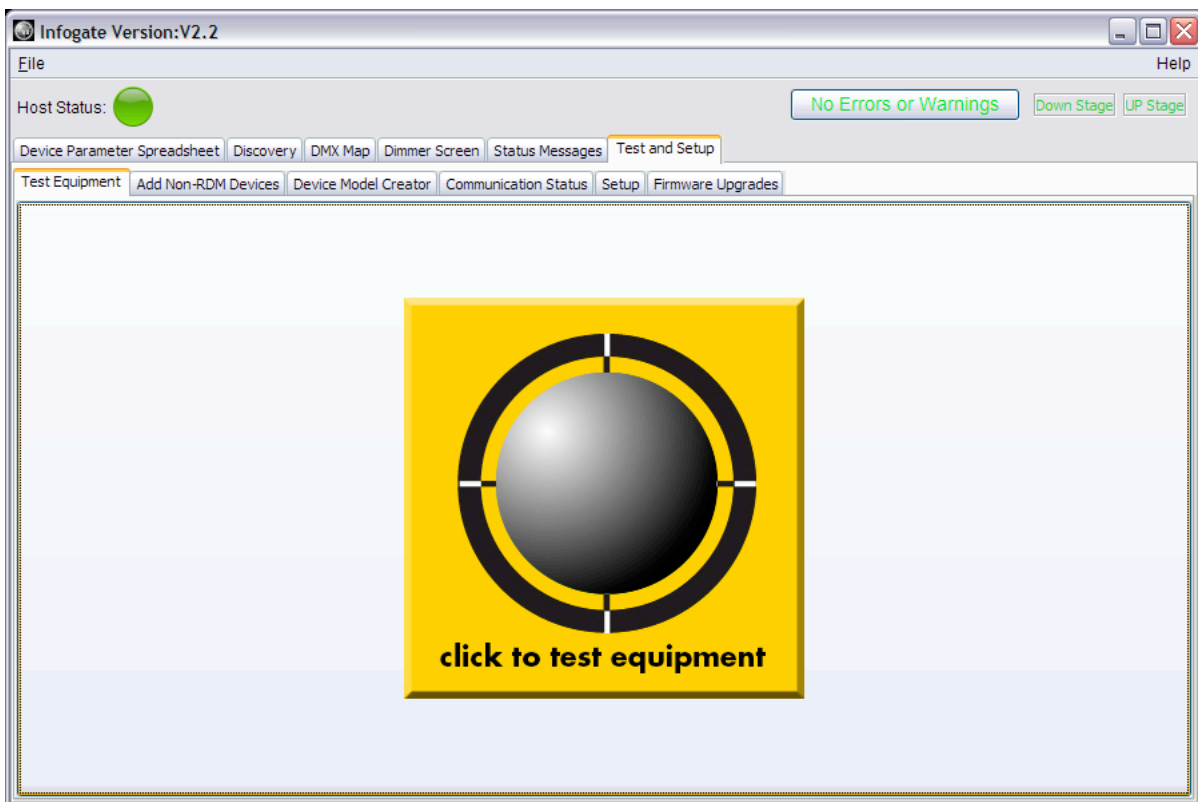 Infogate Version:V2.2
File Help
Host Status: No Errors or Warnings Down Stage UP Stage
Device Parameter Spreadsheet Discovery DMX Map Dimmer Screen Status Messages Test and Setup
Test Equipment Add Non-RDM Devices Device Model Creator Communication Status Setup Firmware Upgrades
click to test equipment